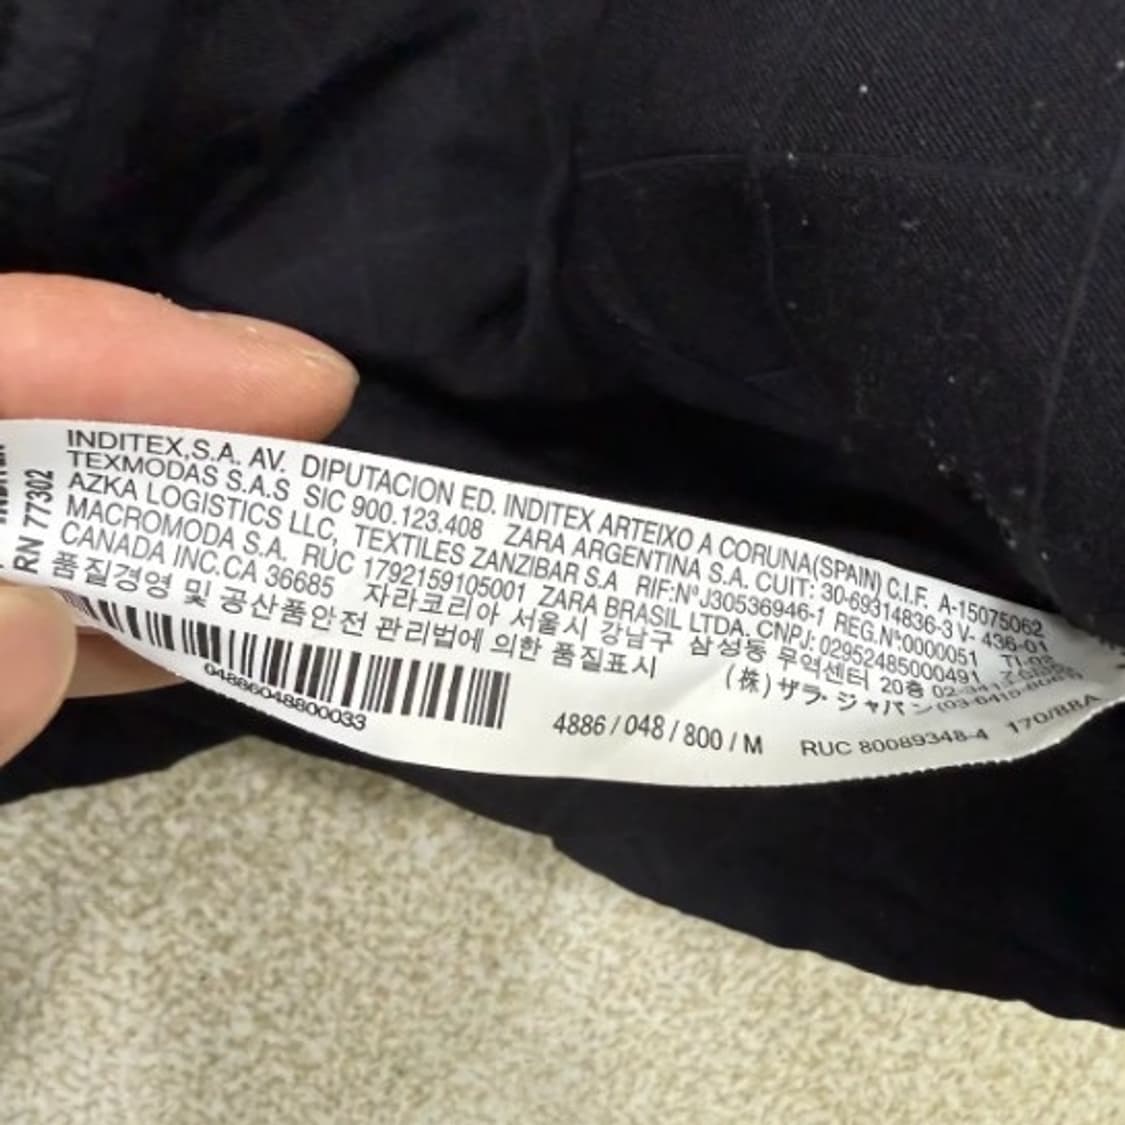 RN 77302
INDITEX,S.A. AV. DIPUTACION ED. INDITEX ARTEIXO A CORUNA(SPAIN) C.I.F. A-15075062
TEXMODAS S.A.S SIC 900.123.408 ZARA ARGENTINA S.A. CUIT: 30-69314836-3 V- 436-01
AZKA LOGISTICS LLC, TEXTILES ZANZIBAR S.A RIF:NºJ30536946-1 REG.Nº:0000051
MACROMODA S.A. RUC 1792159105001 ZARA BRASIL LTDA. CNPJ: 02952485000491
CANADA INC.CA 36685 자라코리아 서울시 강남구 삼성동 무역센터 20층
품질경영 및 공산품안전 관리법에 의한 품질표시 (株)ザラ・ジャパン
04886048800033
4886 / 048 / 800 / M RUC 80089348-4 170/88A